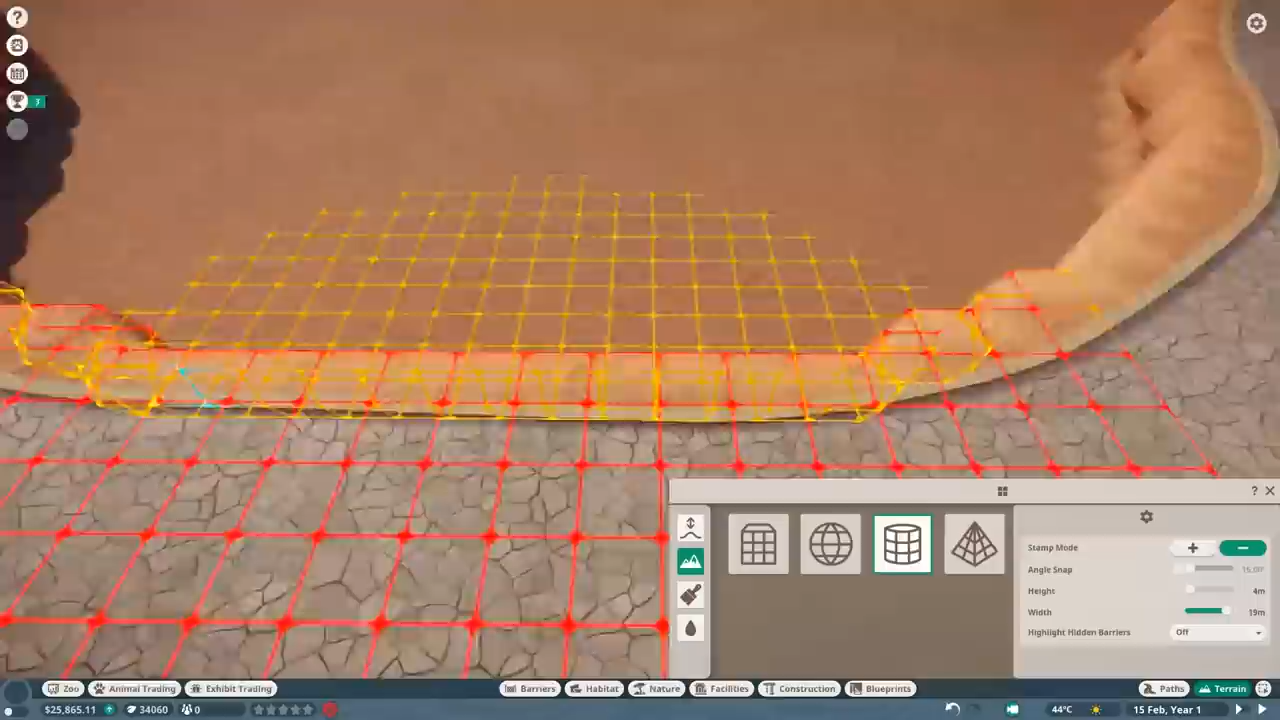 ?
3
? ×
Stamp Mode + −
Angle Snap 15.00°
Height 4m
Width 19m
Highlight Hidden Barriers Off
Zoo Animal Trading Exhibit Trading Barriers Habitat Nature Facilities Construction Blueprints Paths Terrain
$25,865.11 34060 0 44°C 15 Feb, Year 1